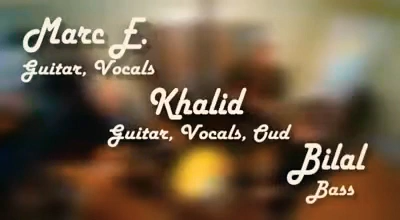 Marc E.
Guitar, Vocals
Khalid
Guitar, Vocals, Oud
Bilal
Bass